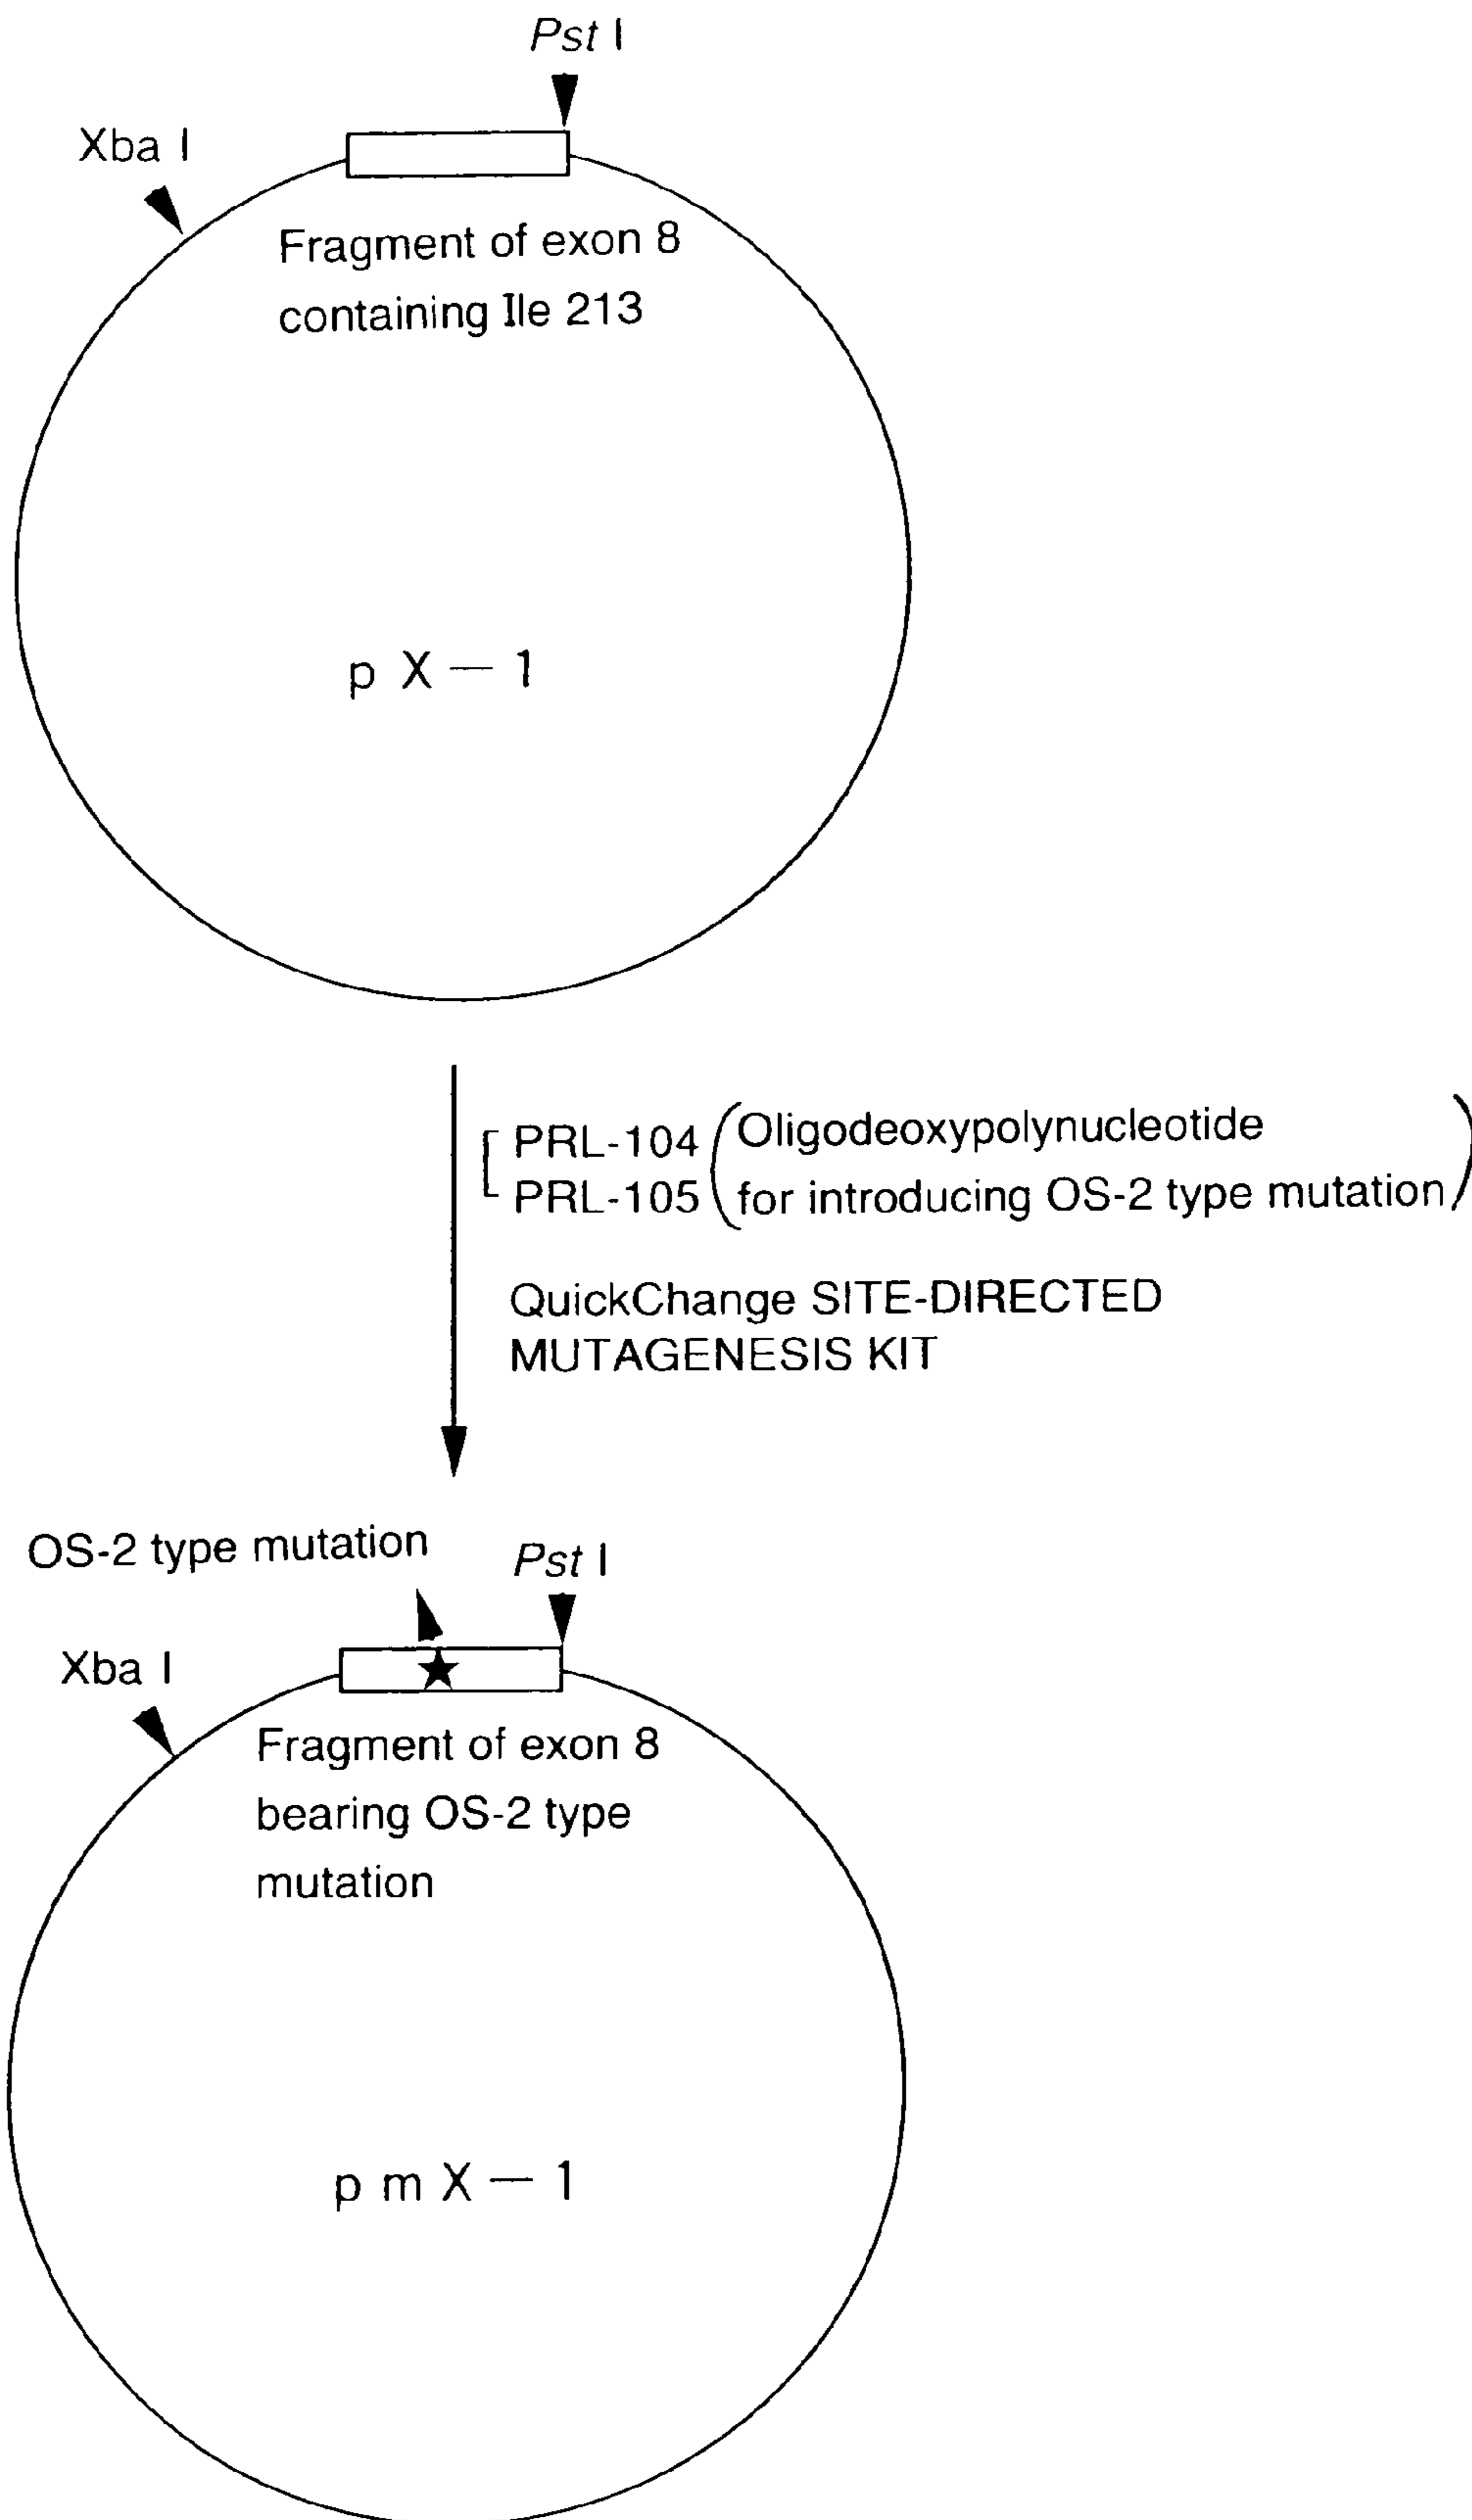 Pst I
Xba I
Fragment of exon 8
containing Ile 213
p X — 1
PRL-104
PRL-105
(Oligodeoxypolynucleotide
for introducing OS-2 type mutation)
QuickChange SITE-DIRECTED
MUTAGENESIS KIT
OS-2 type mutation
Pst I
Xba I
Fragment of exon 8
bearing OS-2 type
mutation
p m X — 1